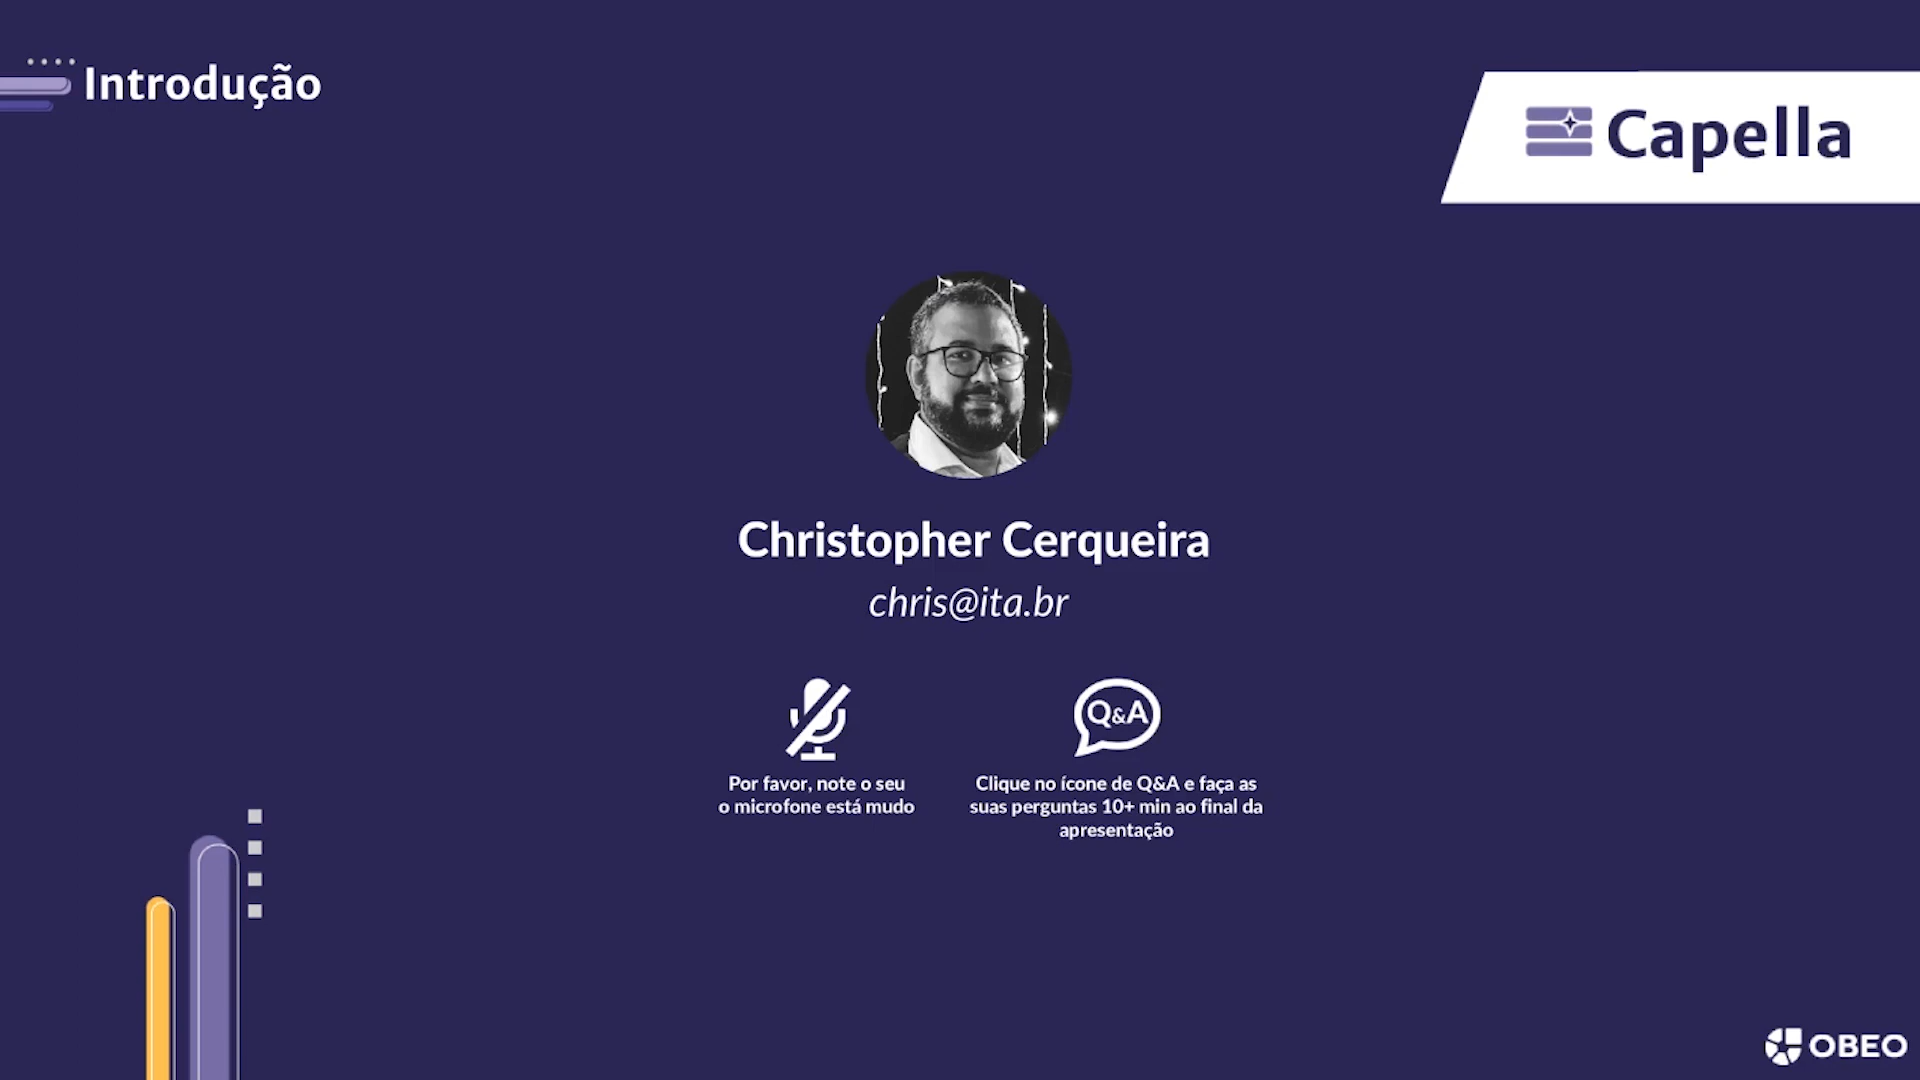 Introdução
Capella
Christopher Cerqueira
chris@ita.br
Q&A
Por favor, note o seu
o microfone está mudo
Clique no ícone de Q&A e faça as
suas perguntas 10+ min ao final da
apresentação
OBEO